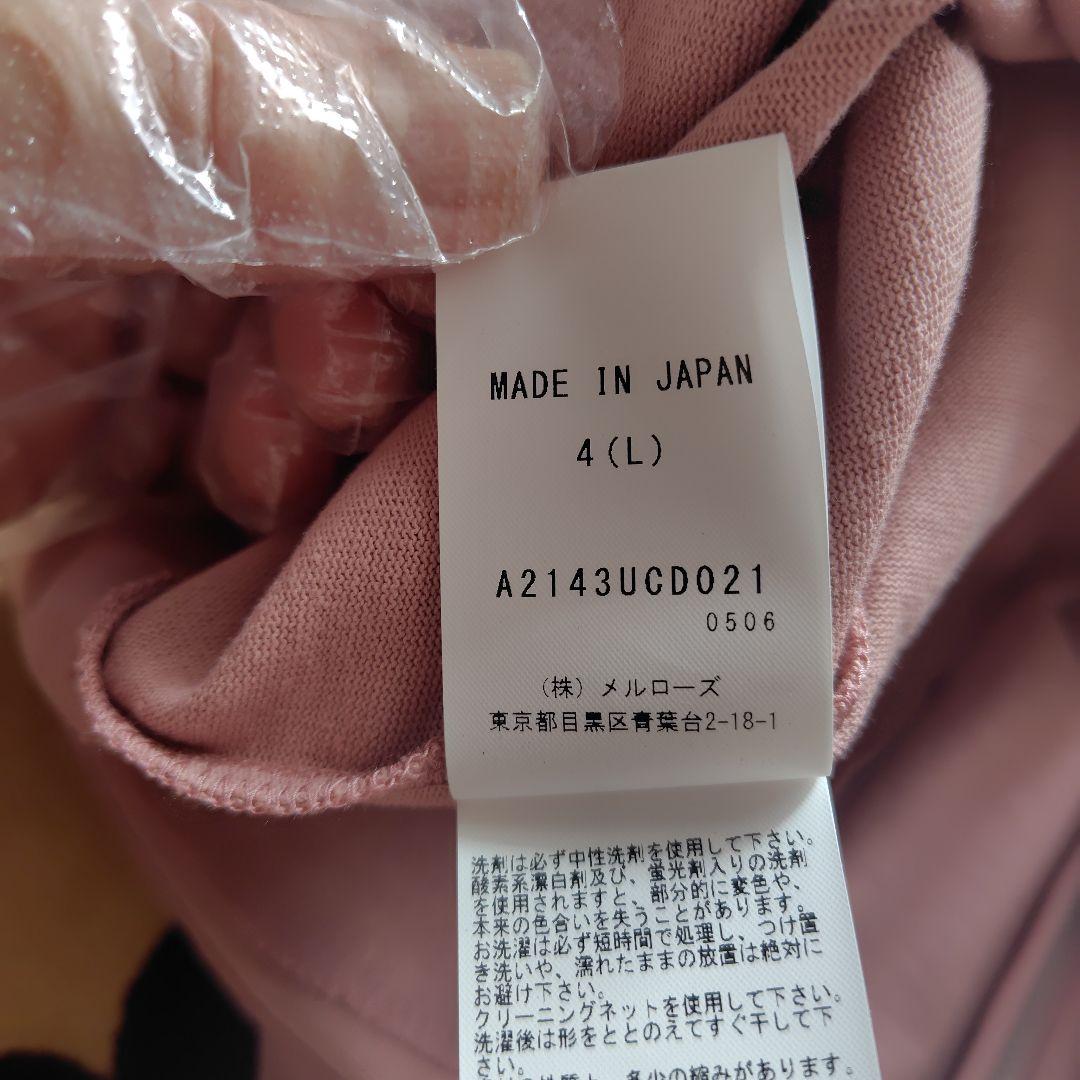 MADE IN JAPAN
4(L)
A2143UCD021
0506
(株)メルローズ
東京都目黒区青葉台2-18-1
洗剤は必ず中性洗剤を使用して下さい。
酸素系漂白剤及び、蛍光剤入りの洗剤
を使用されますと、部分的に変色や、
本来の色合いを失うことがあります。
お洗濯は必ず短時間で処理し、つけ置
き洗いや、濡れたままの放置は絶対に
お避け下さい。
クリーニングネットを使用して下さい。
洗濯後は形をととのえてすぐ干して下
さい。
性質上、多少の縮みがあります。